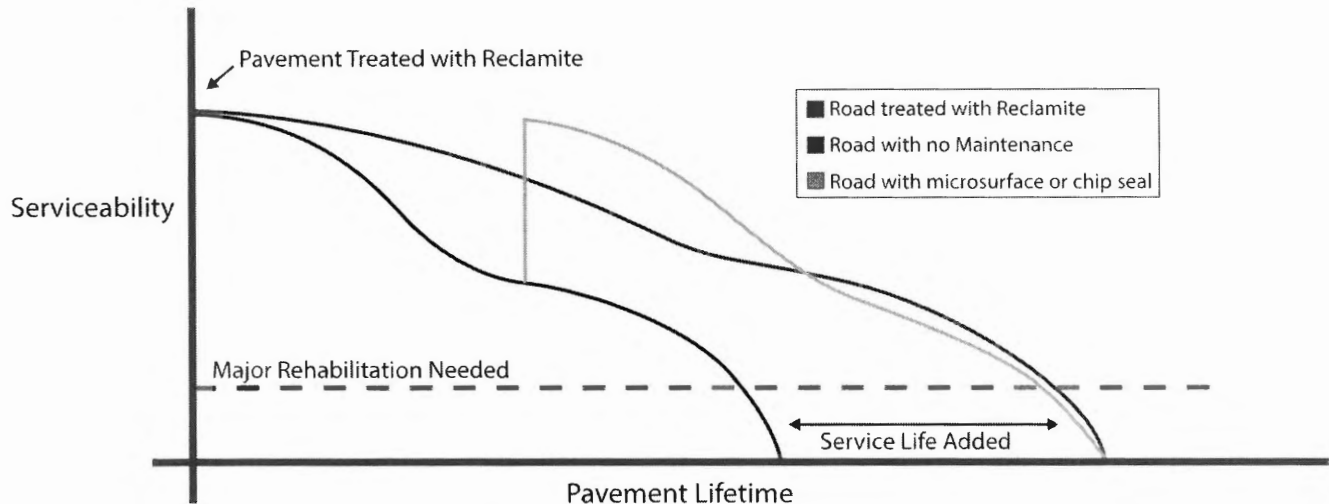 Pavement Treated with Reclamite
Road treated with Reclamite
Road with no Maintenance
Road with microsurface or chip seal
Serviceability
Major Rehabilitation Needed
Service Life Added
Pavement Lifetime